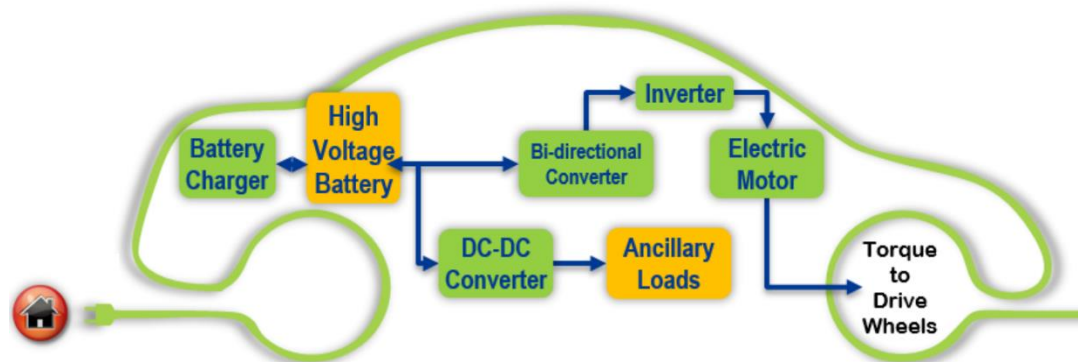 Battery
Charger
High
Voltage
Battery
Bi-directional
Converter
Inverter
Electric
Motor
DC-DC
Converter
Ancillary
Loads
Torque
to
Drive
Wheels